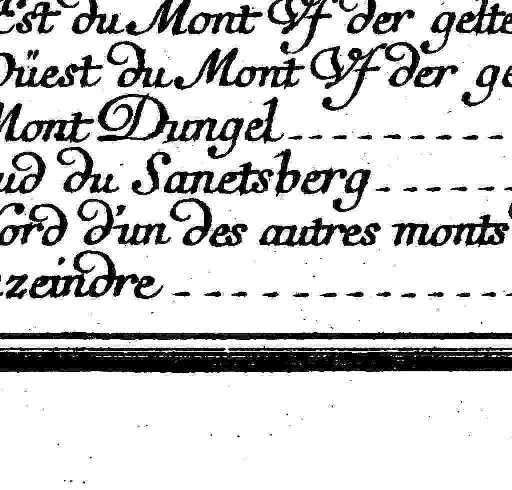 Est du Mont Vf der gelte
Oüest du Mont Vf der ge
Mont Dungel
ud du Sanetsberg
ord d'un des autres monts
zeindre